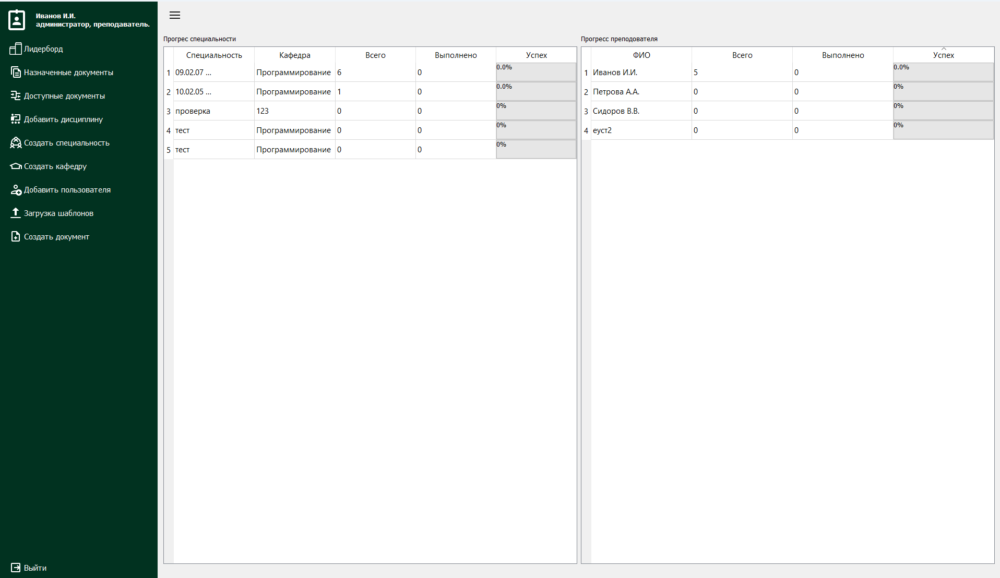 Иванов И.И.
администратор, преподаватель.
Лидерборд
Назначенные документы
Доступные документы
Добавить дисциплину
Создать специальность
Создать кафедру
Добавить пользователя
Загрузка шаблонов
Создать документ
Выйти
Прогрес специальности
Специальность Кафедра Всего Выполнено Успех
1 09.02.07 ... Программирование 6 0 0.0%
2 10.02.05 ... Программирование 1 0 0.0%
3 проверка 123 0 0 0%
4 тест Программирование 0 0 0%
5 тест Программирование 0 0 0%
Прогресс преподователя
ФИО Всего Выполнено Успех
1 Иванов И.И. 5 0 0.0%
2 Петрова А.А. 0 0 0%
3 Сидоров В.В. 0 0 0%
4 еуст2 0 0 0%